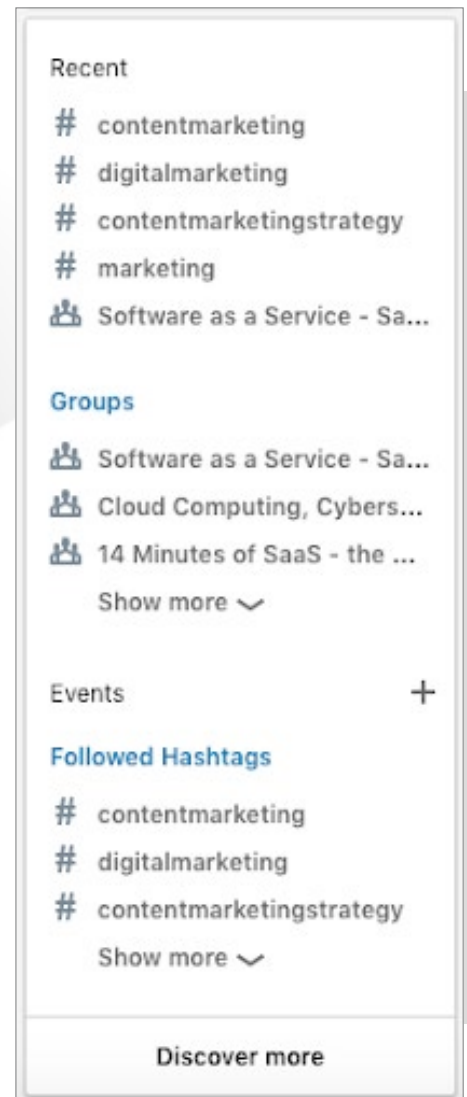 Recent
# contentmarketing
# digitalmarketing
# contentmarketingstrategy
# marketing
Software as a Service - Sa...
Groups
Software as a Service - Sa...
Cloud Computing, Cybers...
14 Minutes of SaaS - the ...
Show more
Events +
Followed Hashtags
# contentmarketing
# digitalmarketing
# contentmarketingstrategy
Show more
Discover more